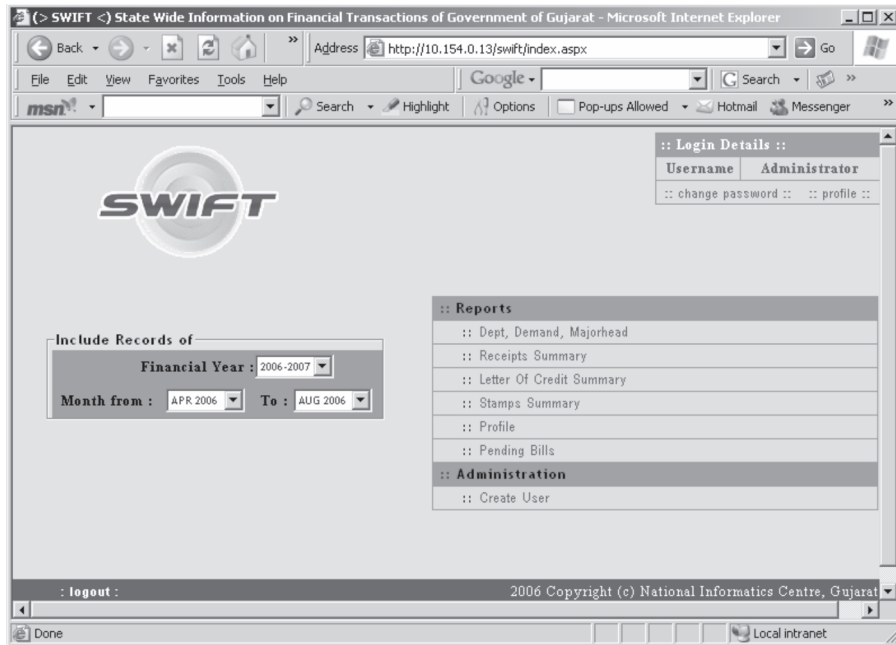 (> SWIFT <) State Wide Information on Financial Transactions of Government of Gujarat - Microsoft Internet Explorer
Back Address http://10.154.0.13/swift/index.aspx Go
File Edit View Favorites Tools Help Google Search »
msn Search Highlight Options Pop-ups Allowed Hotmail Messenger »
:: Login Details ::
Username Administrator
:: change password :: :: profile ::
SWIFT
Include Records of
Financial Year : 2006-2007
Month from : APR 2006 To : AUG 2006
:: Reports
:: Dept, Demand, Majorhead
:: Receipts Summary
:: Letter Of Credit Summary
:: Stamps Summary
:: Profile
:: Pending Bills
:: Administration
:: Create User
: logout : 2006 Copyright (c) National Informatics Centre, Gujarat
Done Local intranet